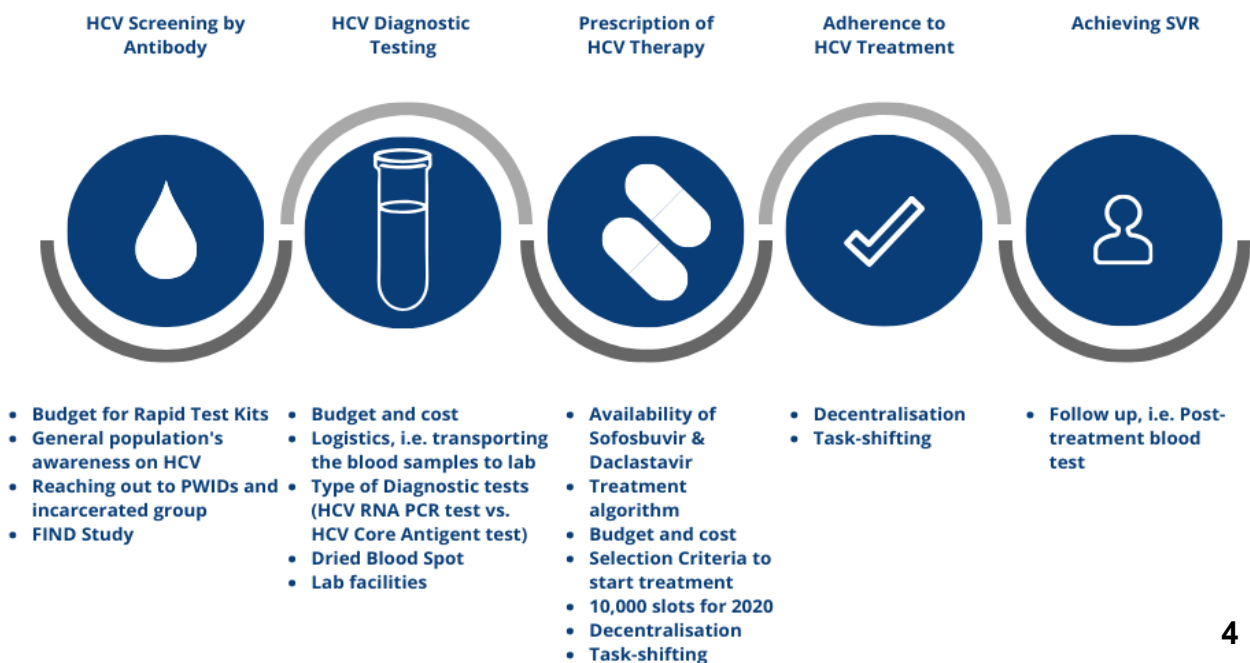 HCV Screening by
Antibody
HCV Diagnostic
Testing
Prescription of
HCV Therapy
Adherence to
HCV Treatment
Achieving SVR
• Budget for Rapid Test Kits
• General population's
awareness on HCV
• Reaching out to PWIDs and
incarcerated group
• FIND Study
• Budget and cost
• Logistics, i.e. transporting
the blood samples to lab
• Type of Diagnostic tests
(HCV RNA PCR test vs.
HCV Core Antigent test)
• Dried Blood Spot
• Lab facilities
• Availability of
Sofosbuvir &
Daclastavir
• Treatment
algorithm
• Budget and cost
• Selection Criteria to
start treatment
• 10,000 slots for 2020
• Decentralisation
• Task-shifting
• Decentralisation
• Task-shifting
• Follow up, i.e. Post-
treatment blood
test
4